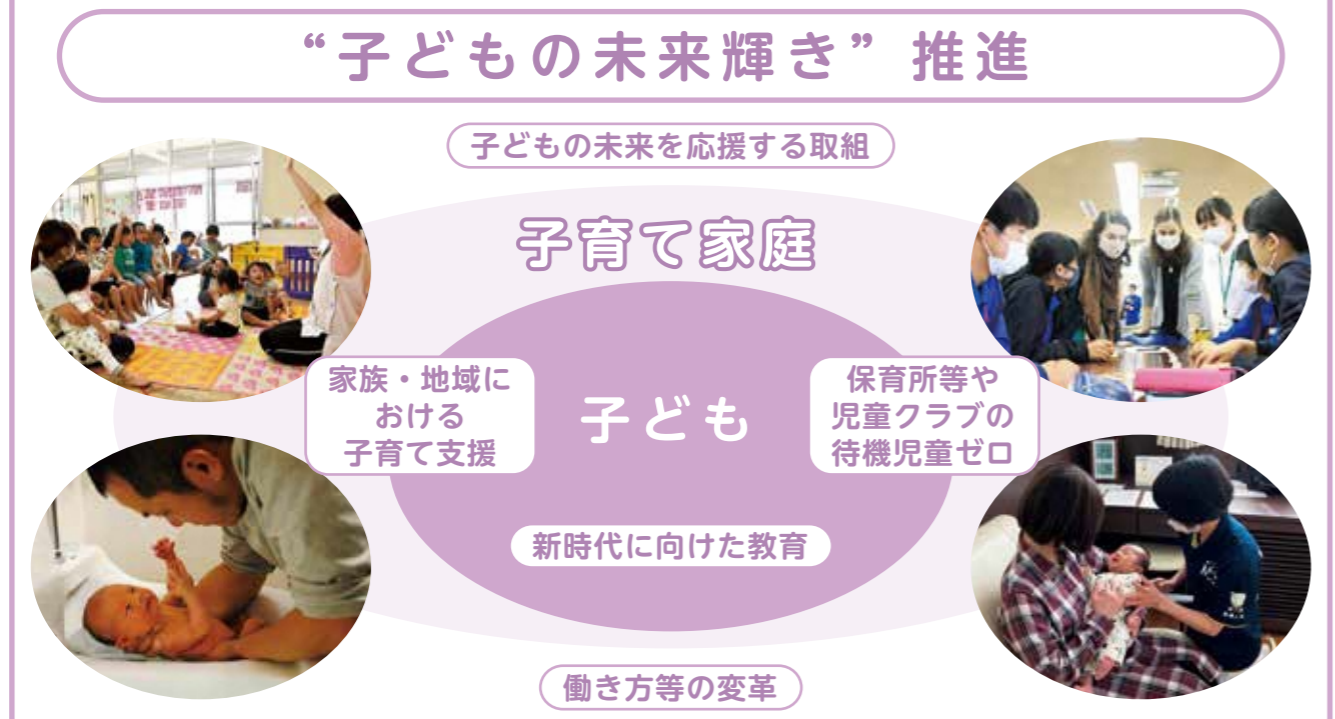 “子どもの未来輝き”推進
子どもの未来を応援する取組
子育て家庭
家族・地域に
おける
子育て支援
子ども
保育所等や
児童クラブの
待機児童ゼロ
新時代に向けた教育
働き方等の変革